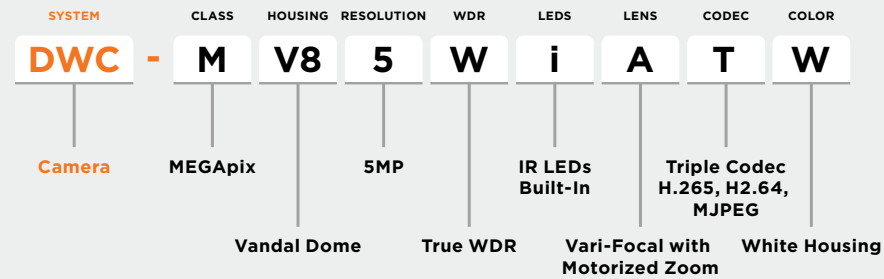 SYSTEM CLASS HOUSING RESOLUTION WDR LEDS LENS CODEC COLOR
DWC - M V8 5 W i A T W
Camera MEGApix 5MP IR LEDs Triple Codec
Built-In H.265, H2.64,
MJPEG
Vandal Dome True WDR Vari-Focal with White Housing
Motorized Zoom